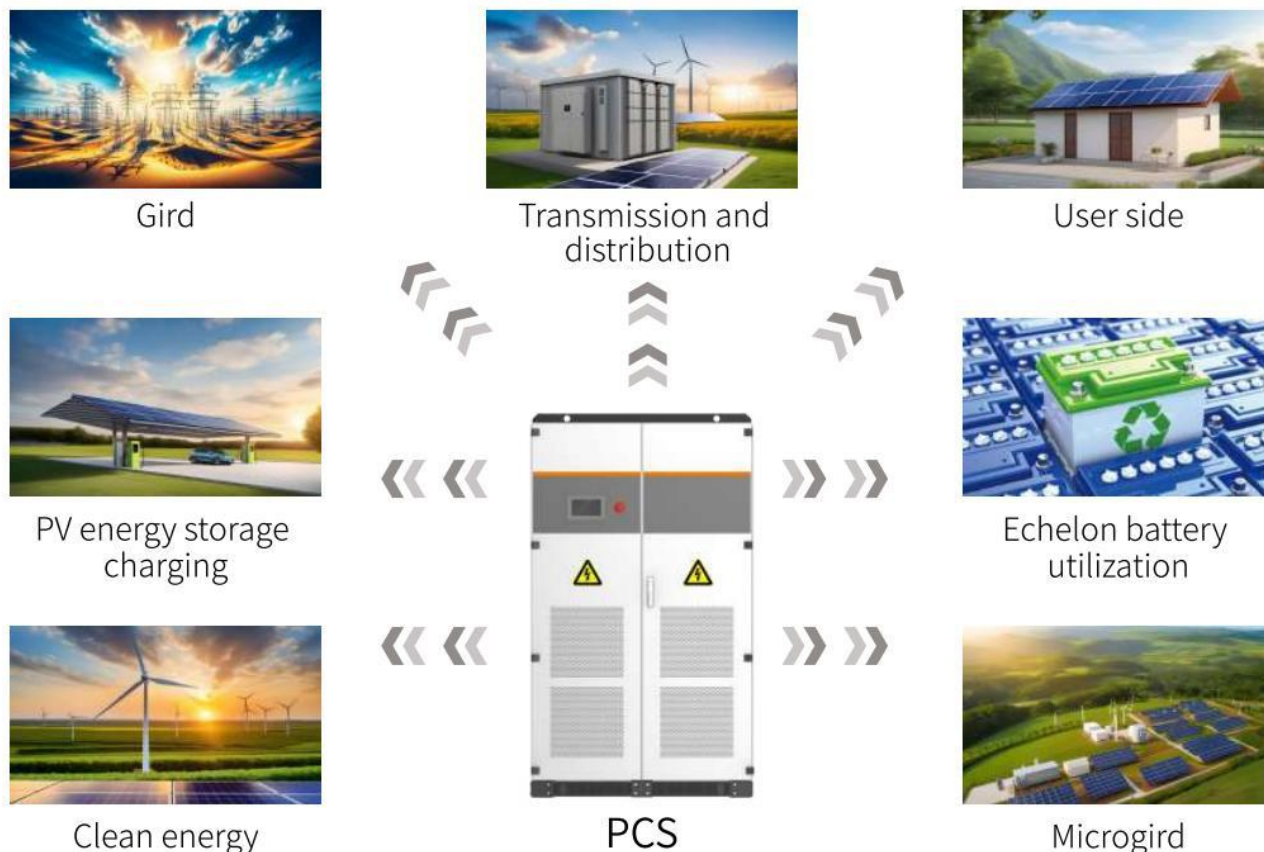 Gird
Transmission and
distribution
User side
PV energy storage
charging
Echelon battery
utilization
Clean energy
PCS
Microgird